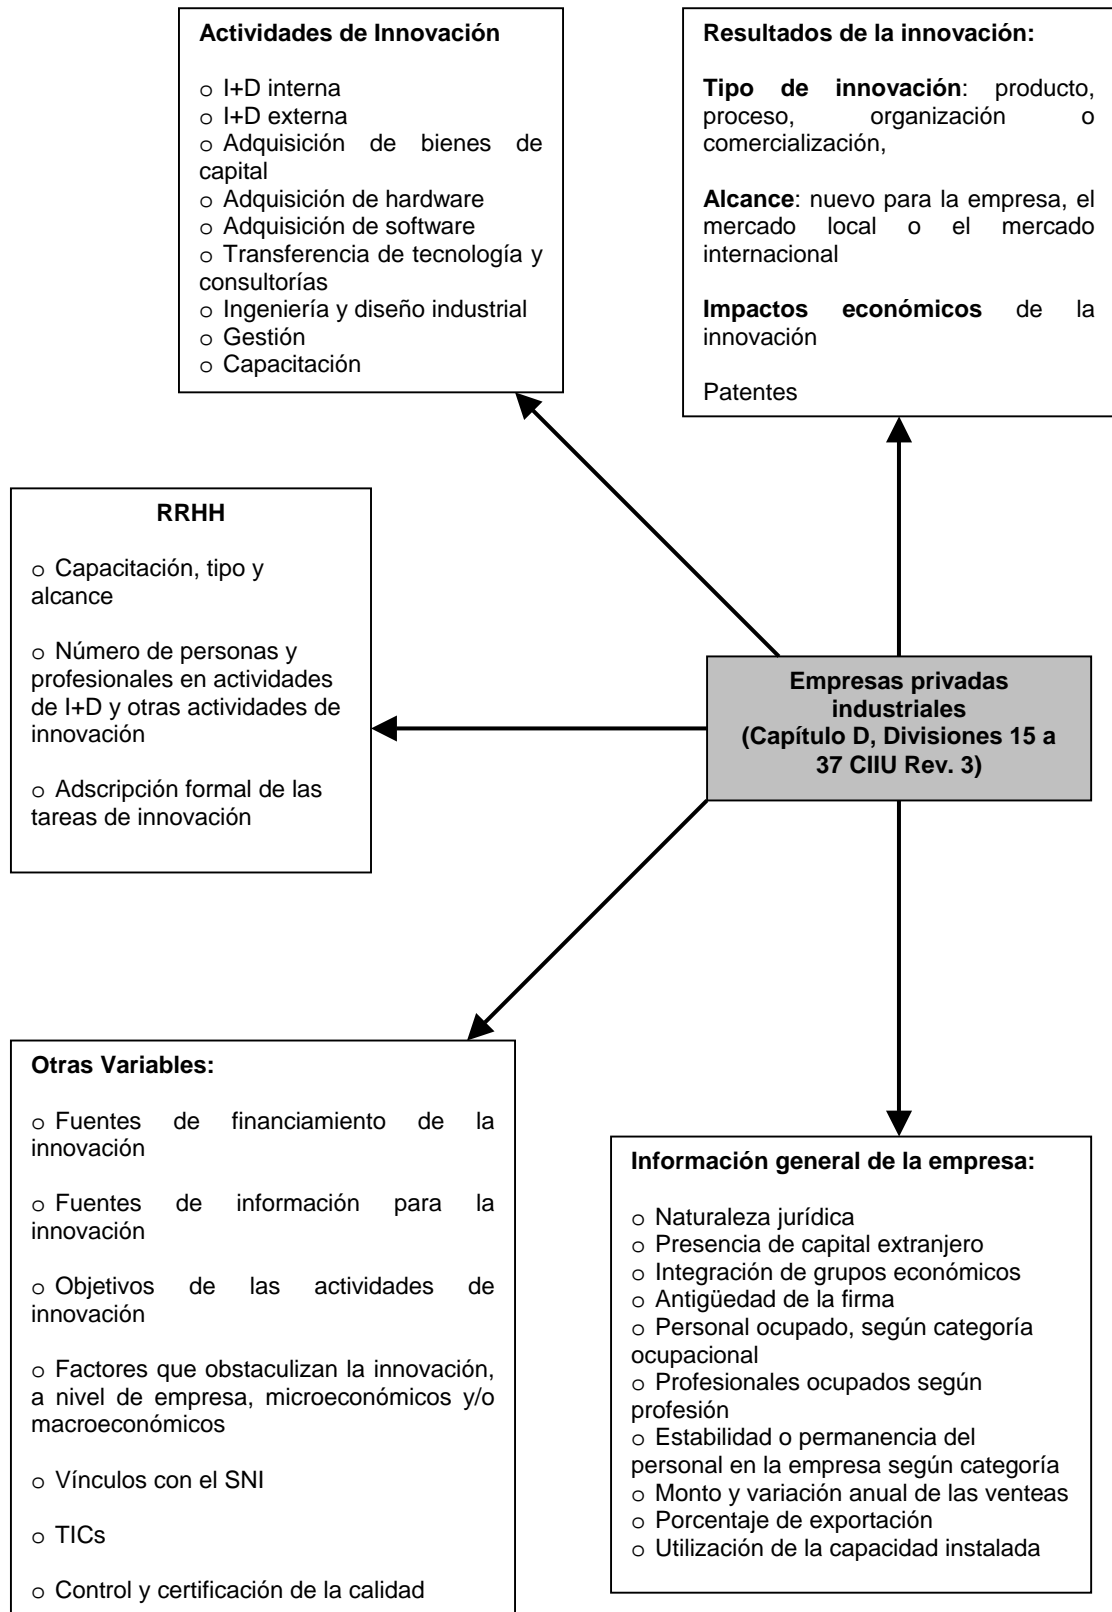 Actividades de Innovación
o I+D interna
o I+D externa
o Adquisición de bienes de
capital
o Adquisición de hardware
o Adquisición de software
o Transferencia de tecnología y
consultorías
o Ingeniería y diseño industrial
o Gestión
o Capacitación
Resultados de la innovación:
Tipo de innovación: producto,
proceso, organización o
comercialización,
Alcance: nuevo para la empresa, el
mercado local o el mercado
internacional
Impactos económicos de la
innovación
Patentes
RRHH
o Capacitación, tipo y
alcance
o Número de personas y
profesionales en actividades
de I+D y otras actividades de
innovación
o Adscripción formal de las
tareas de innovación
Empresas privadas
industriales
(Capítulo D, Divisiones 15 a
37 CIIU Rev. 3)
Otras Variables:
o Fuentes de financiamiento de la
innovación
o Fuentes de información para la
innovación
o Objetivos de las actividades de
innovación
o Factores que obstaculizan la innovación,
a nivel de empresa, microeconómicos y/o
macroeconómicos
o Vínculos con el SNI
o TICs
o Control y certificación de la calidad
Información general de la empresa:
o Naturaleza jurídica
o Presencia de capital extranjero
o Integración de grupos económicos
o Antigüedad de la firma
o Personal ocupado, según categoría
ocupacional
o Profesionales ocupados según
profesión
o Estabilidad o permanencia del
personal en la empresa según categoría
o Monto y variación anual de las venteas
o Porcentaje de exportación
o Utilización de la capacidad instalada